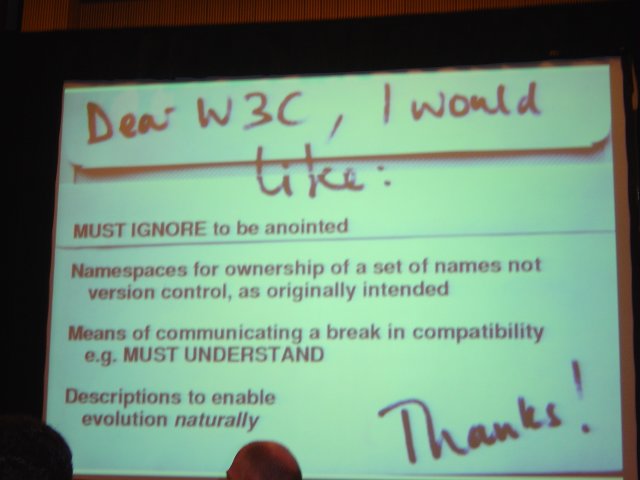 Dear W3C, I would
like:
MUST IGNORE to be anointed
Namespaces for ownership of a set of names not
version control, as originally intended
Means of communicating a break in compatibility
e.g. MUST UNDERSTAND
Descriptions to enable
evolution naturally
Thanks!